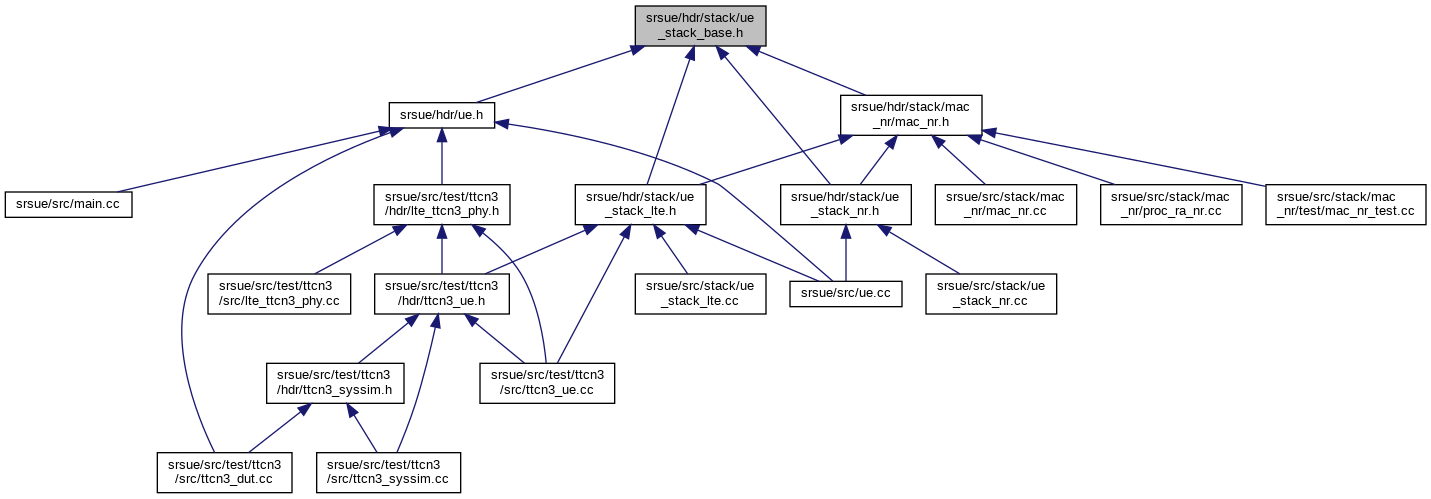 srsue/hdr/stack/ue
_stack_base.h
srsue/hdr/ue.h
srsue/hdr/stack/mac
_nr/mac_nr.h
srsue/src/main.cc
srsue/src/test/ttcn3
/hdr/lte_ttcn3_phy.h
srsue/hdr/stack/ue
_stack_lte.h
srsue/hdr/stack/ue
_stack_nr.h
srsue/src/stack/mac
_nr/mac_nr.cc
srsue/src/stack/mac
_nr/proc_ra_nr.cc
srsue/src/stack/mac
_nr/test/mac_nr_test.cc
srsue/src/test/ttcn3
/src/lte_ttcn3_phy.cc
srsue/src/test/ttcn3
/hdr/ttcn3_ue.h
srsue/src/stack/ue
_stack_lte.cc
srsue/src/ue.cc
srsue/src/stack/ue
_stack_nr.cc
srsue/src/test/ttcn3
/hdr/ttcn3_syssim.h
srsue/src/test/ttcn3
/src/ttcn3_ue.cc
srsue/src/test/ttcn3
/src/ttcn3_dut.cc
srsue/src/test/ttcn3
/src/ttcn3_syssim.cc